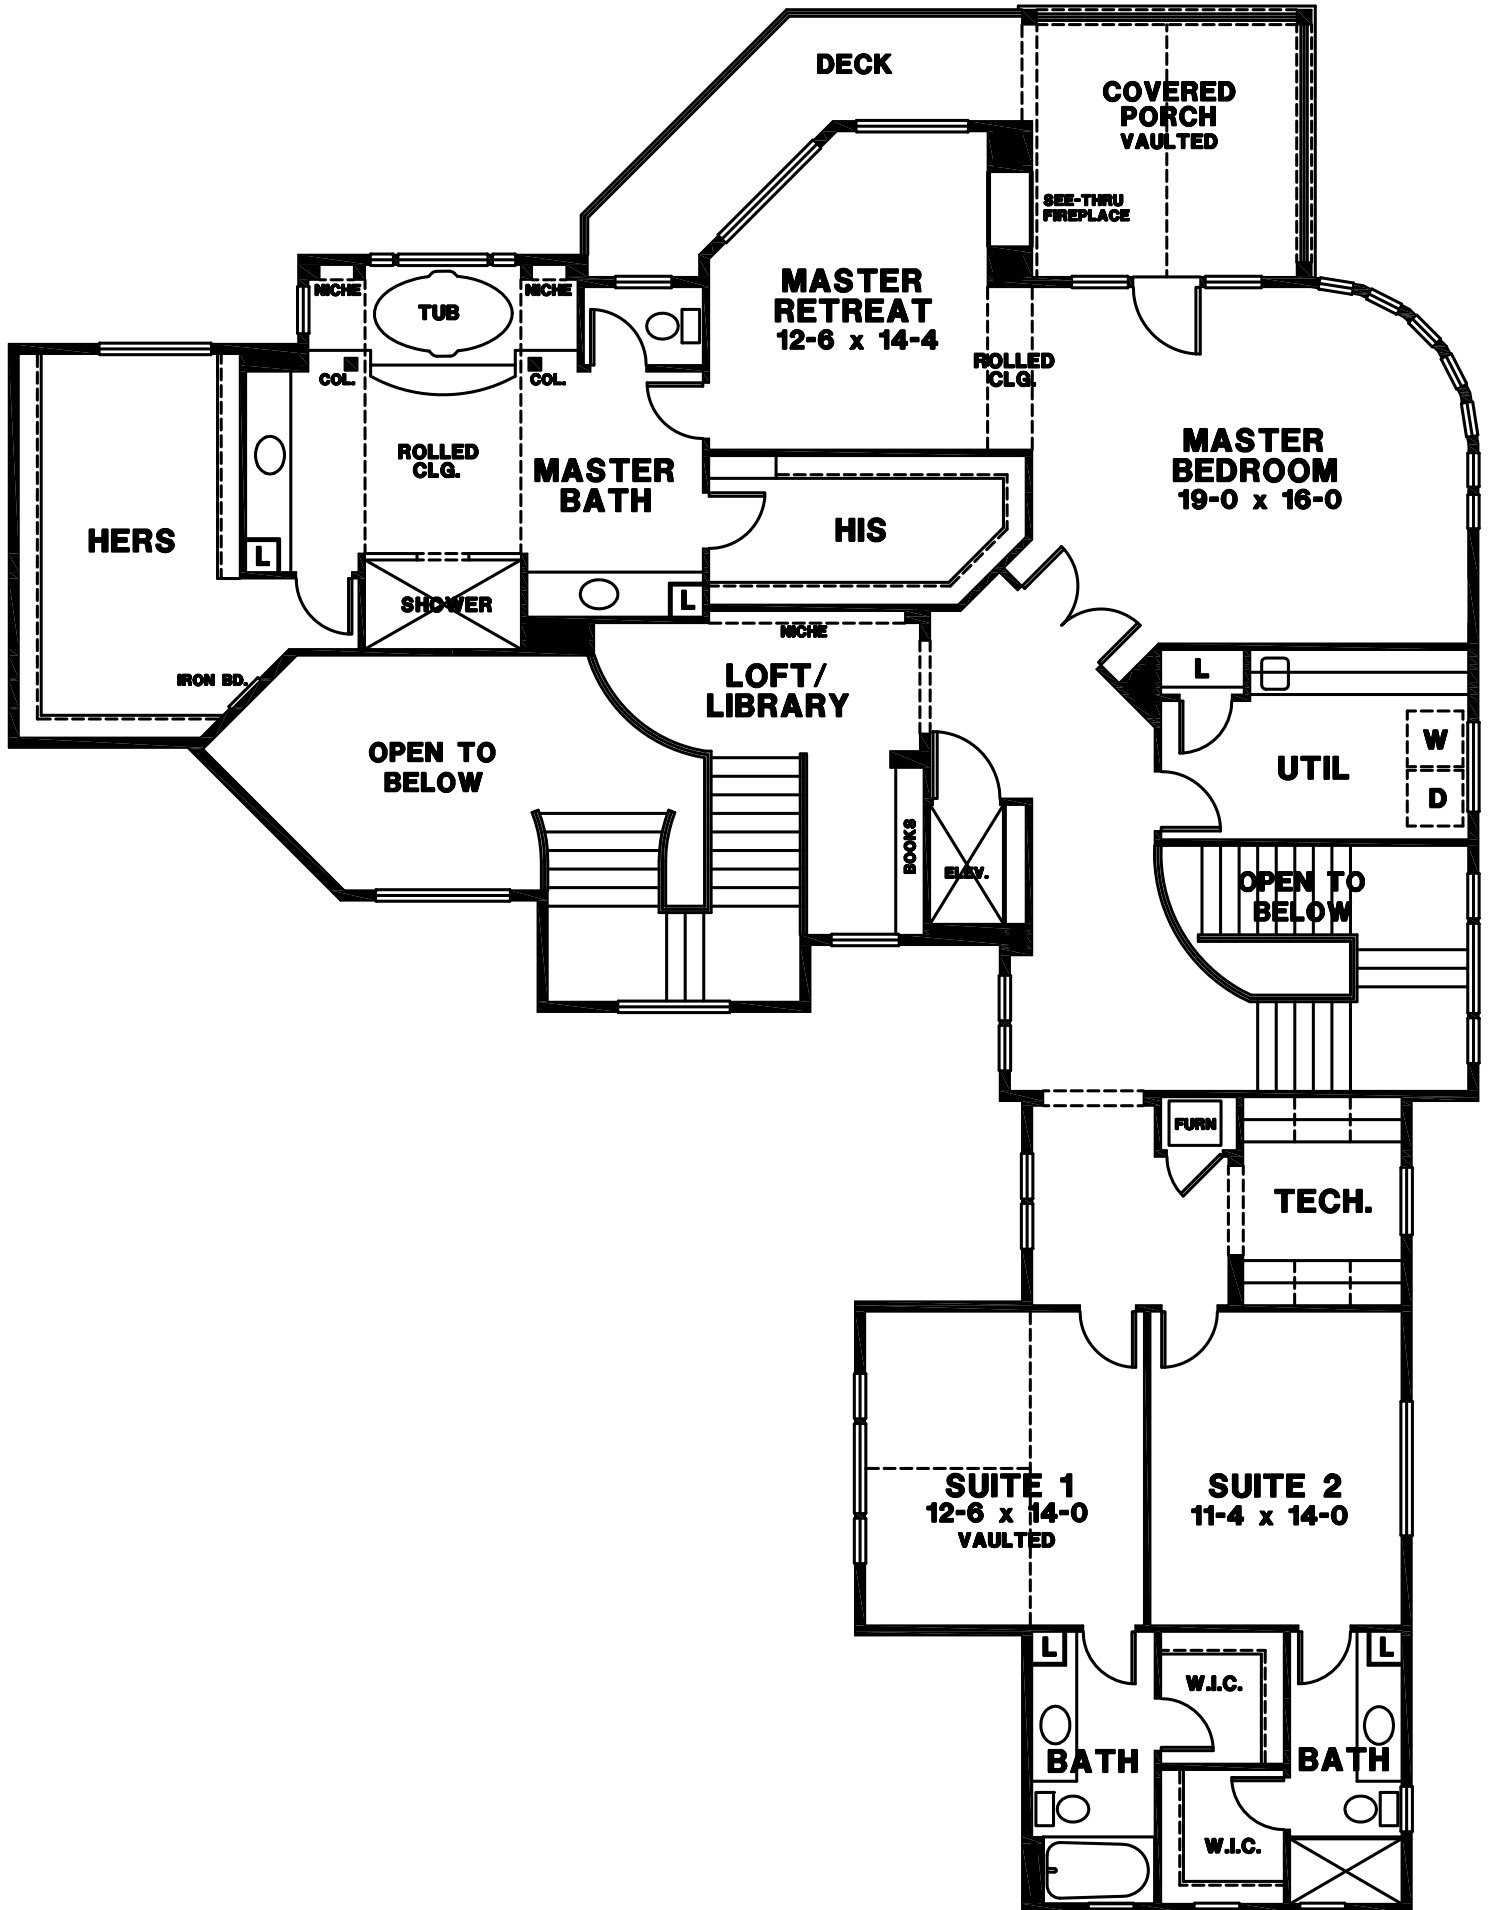 DECK
COVERED
PORCH
VAULTED
SEE-THRU
FIREPLACE
MASTER
RETREAT
12-6 x 14-4
NICHE
TUB
NICHE
COL.
COL.
ROLLED
CLG.
ROLLED
CLG.
MASTER
BATH
MASTER
BEDROOM
19-0 x 16-0
HERS
L
HIS
SHOWER
L
NICHE
IRON BD.
LOFT/
LIBRARY
L
OPEN TO
BELOW
UTIL
W
D
BOOKS
ELEV.
OPEN TO
BELOW
FURN
TECH.
SUITE 1
12-6 x 14-0
VAULTED
SUITE 2
11-4 x 14-0
L
L
W.I.C.
BATH
BATH
W.I.C.